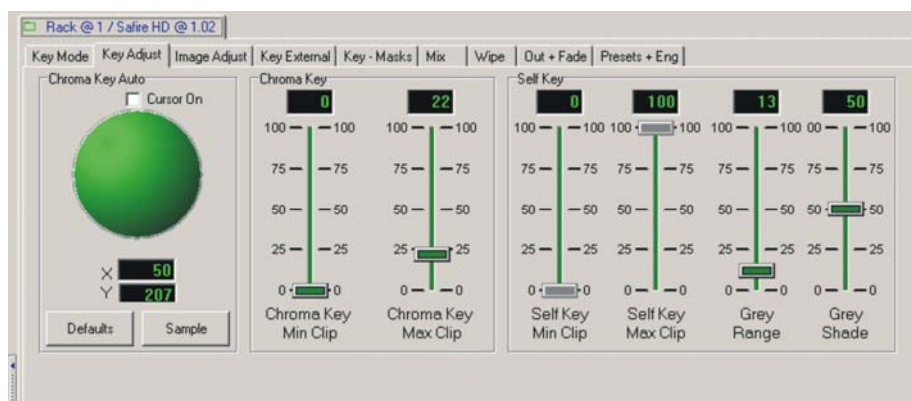 Rack @ 1 / Safire HD @ 1.02
Key Mode Key Adjust Image Adjust Key External Key - Masks Mix Wipe Out + Fade Presets + Eng
Chroma Key Auto
Cursor On
X 50
Y 207
Defaults Sample
Chroma Key
0 22
100 100 100 100
75 75 75 75
50 50 50 50
25 25 25 25
0 0 0 0
Chroma Key Min Clip
Chroma Key Max Clip
Self Key
0 100 13 50
100 100 100 100 100 100 00 100
75 75 75 75 75 75 75 75
50 50 50 50 50 50 50 50
25 25 25 25 25 25 25 25
0 0 0 0 0 0 0 0
Self Key Min Clip
Self Key Max Clip
Grey Range
Grey Shade